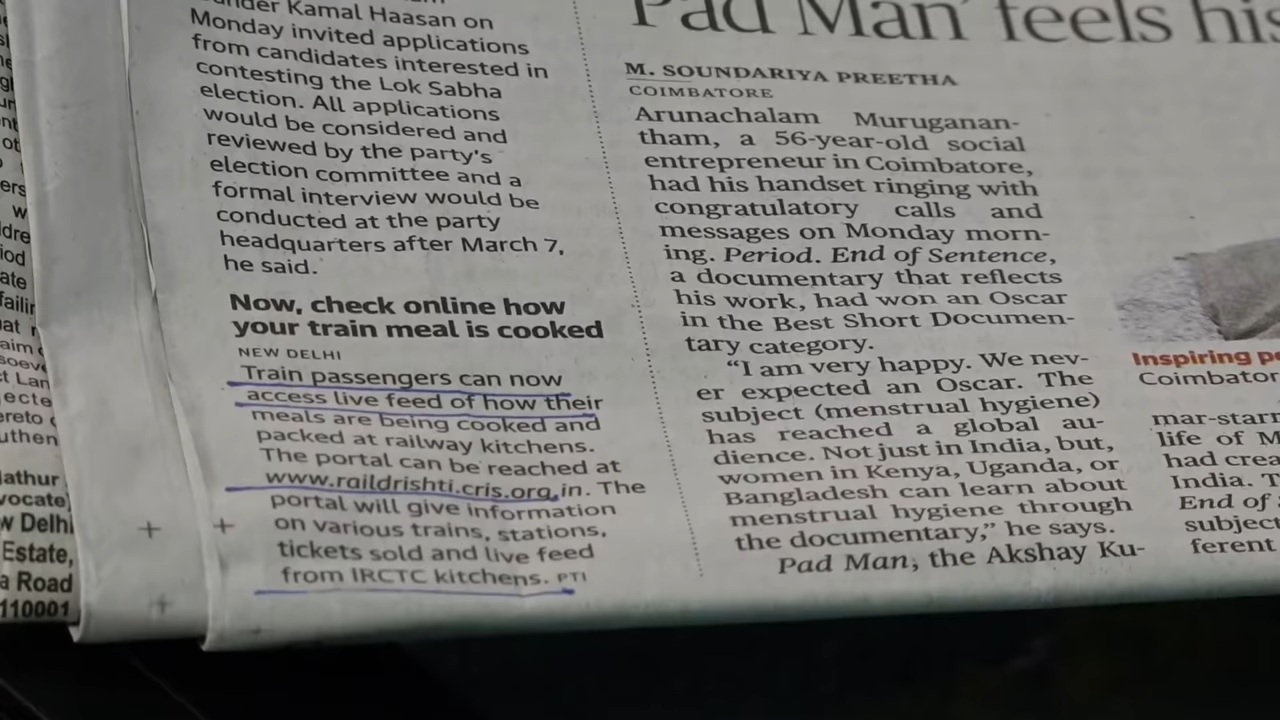 Kamal Haasan on
Monday invited applications
from candidates interested in
contesting the Lok Sabha
election. All applications
would be considered and
reviewed by the party's
election committee and a
formal interview would be
conducted at the party
headquarters after March 7,
he said.
Now, check online how
your train meal is cooked
NEW DELHI
Train passengers can now
access live feed of how their
meals are being cooked and
packed at railway kitchens.
The portal can be reached at
www.raildrishti.cris.org.in. The
portal will give information
on various trains, stations,
tickets sold and live feed
from IRCTC kitchens. PTI
'Pad Man' feels his
M. SOUNDARIYA PREETHA
COIMBATORE
Arunachalam Muruganan-
tham, a 56-year-old social
entrepreneur in Coimbatore,
had his handset ringing with
congratulatory calls and
messages on Monday morn-
ing. Period. End of Sentence,
a documentary that reflects
his work, had won an Oscar
in the Best Short Documen-
tary category.
“I am very happy. We nev-
er expected an Oscar. The
subject (menstrual hygiene)
has reached a global au-
dience. Not just in India, but,
women in Kenya, Uganda, or
Bangladesh can learn about
menstrual hygiene through
the documentary,” he says.
Pad Man, the Akshay Ku-
Inspiring
Coimbator
mar-starr
life of M
had crea
India. T
End of
subject
ferent
w Delhi
Estate,
a Road
110001